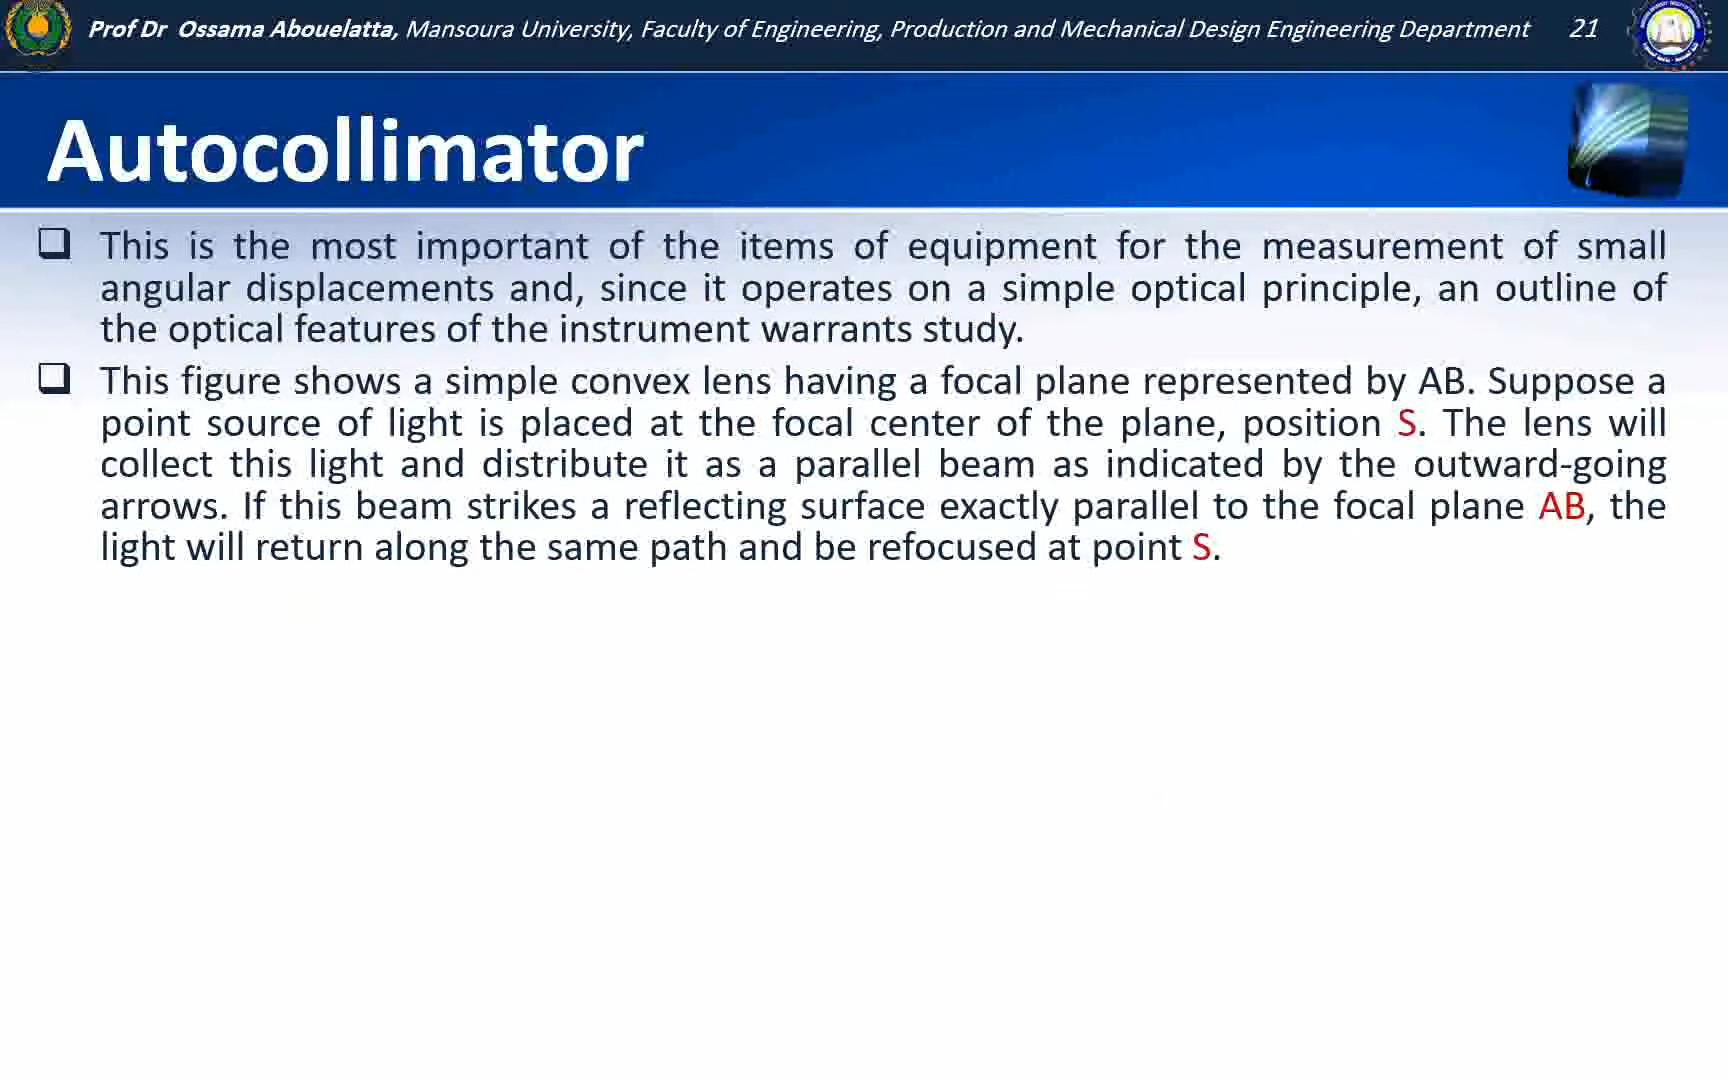 Prof Dr Ossama Abouelatta, Mansoura University, Faculty of Engineering, Production and Mechanical Design Engineering Department 21
Autocollimator
This is the most important of the items of equipment for the measurement of small
angular displacements and, since it operates on a simple optical principle, an outline of
the optical features of the instrument warrants study.
This figure shows a simple convex lens having a focal plane represented by AB. Suppose a
point source of light is placed at the focal center of the plane, position S. The lens will
collect this light and distribute it as a parallel beam as indicated by the outward-going
arrows. If this beam strikes a reflecting surface exactly parallel to the focal plane AB, the
light will return along the same path and be refocused at point S.